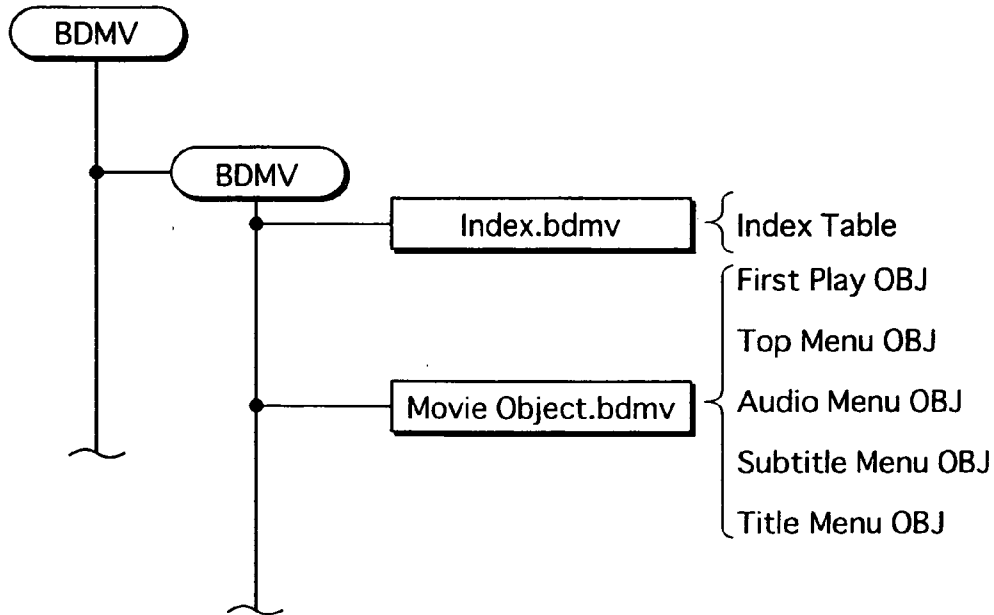 BDMV
BDMV
Index.bdmv
Index Table
First Play OBJ
Top Menu OBJ
Movie Object.bdmv
Audio Menu OBJ
Subtitle Menu OBJ
Title Menu OBJ